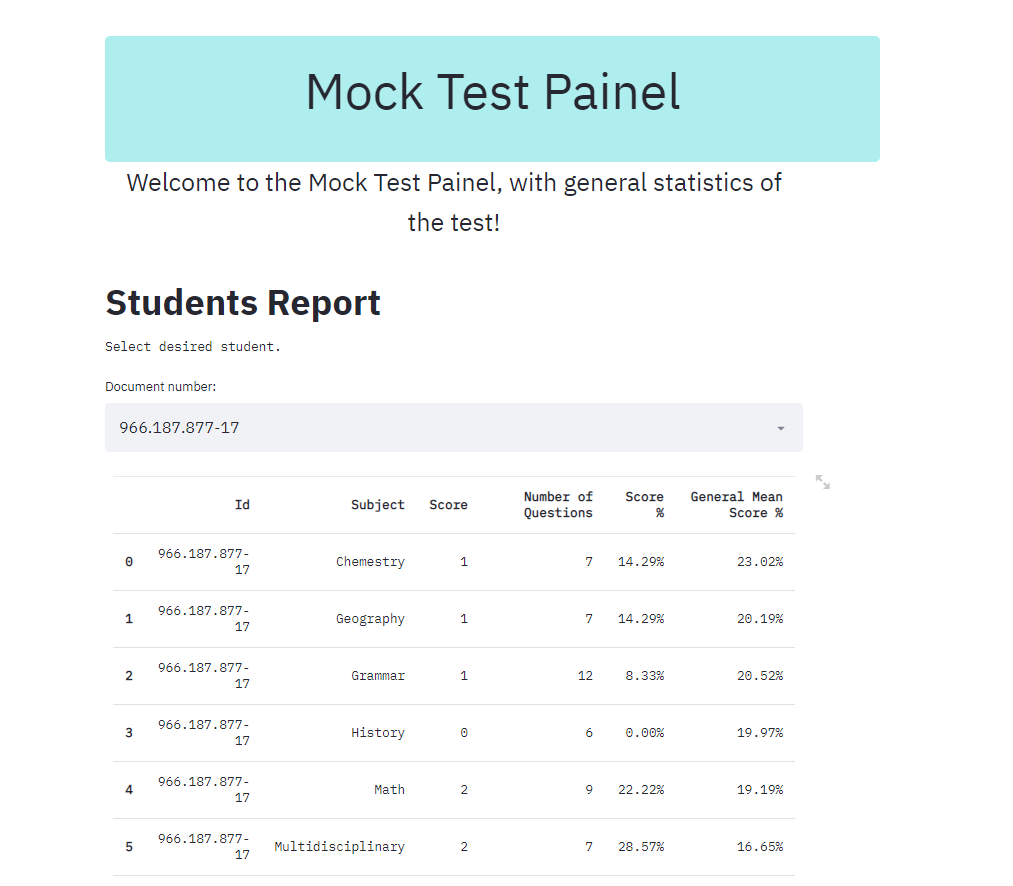 Mock Test Painel
Welcome to the Mock Test Painel, with general statistics of
the test!
Students Report
Select desired student.
Document number:
966.187.877-17
Id Subject Score Number of Questions Score % General Mean Score %
0 966.187.877-17 Chemestry 1 7 14.29% 23.02%
1 966.187.877-17 Geography 1 7 14.29% 20.19%
2 966.187.877-17 Grammar 1 12 8.33% 20.52%
3 966.187.877-17 History 0 6 0.00% 19.97%
4 966.187.877-17 Math 2 9 22.22% 19.19%
5 966.187.877-17 Multidisciplinary 2 7 28.57% 16.65%